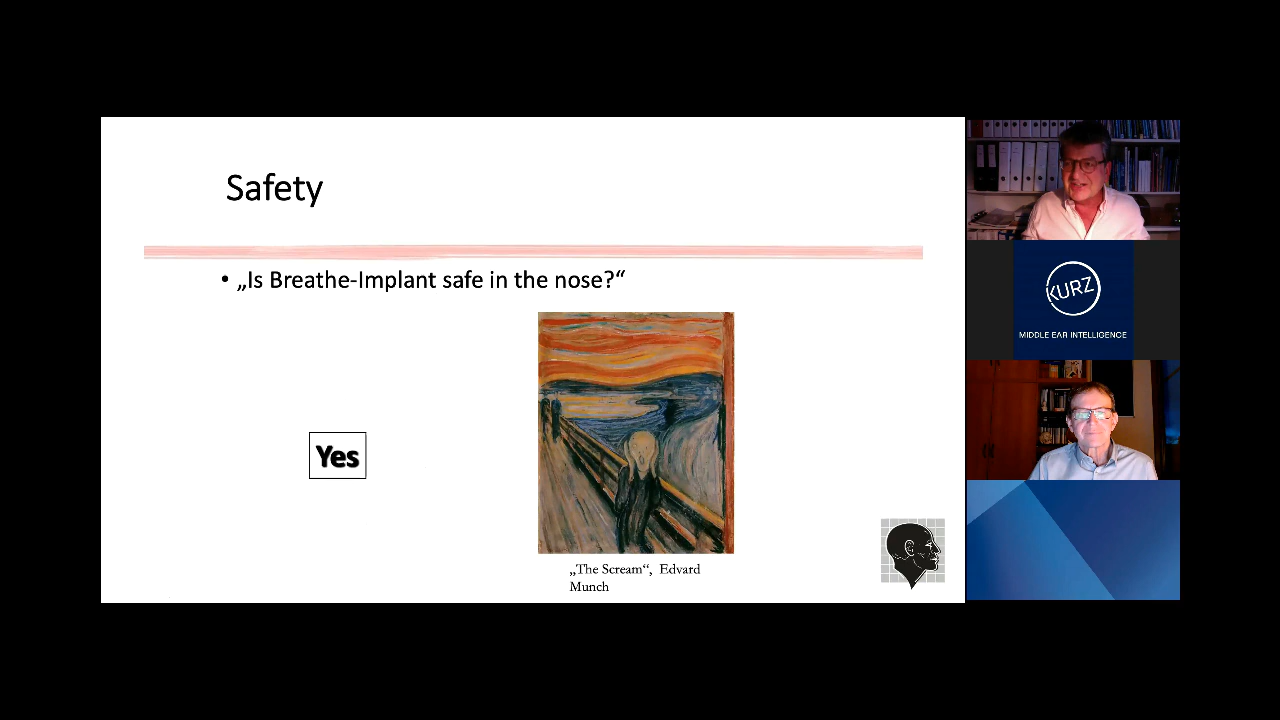 Safety
• „Is Breathe-Implant safe in the nose?“
Yes
„The Scream“, Edvard
Munch
KURZ
MIDDLE EAR INTELLIGENCE